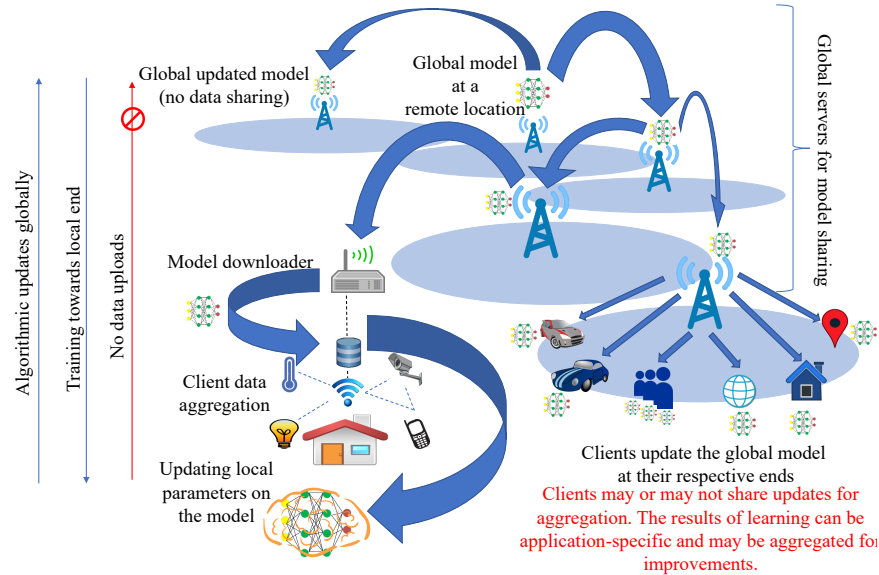 Global updated model
(no data sharing)
Global model
at a
remote location
Global servers for model sharing
Algorithmic updates globally
Training towards local end
No data uploads
Model downloader
Client data
aggregation
Updating local
parameters on
the model
Clients update the global model
at their respective ends
Clients may or may not share updates for
aggregation. The results of learning can be
application-specific and may be aggregated for
improvements.